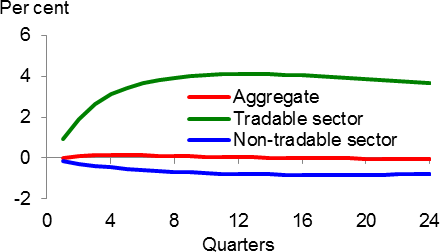 Per cent
6
4
2
0
-2
Aggregate
Tradable sector
Non-tradable sector
0 4 8 12 16 20 24
Quarters